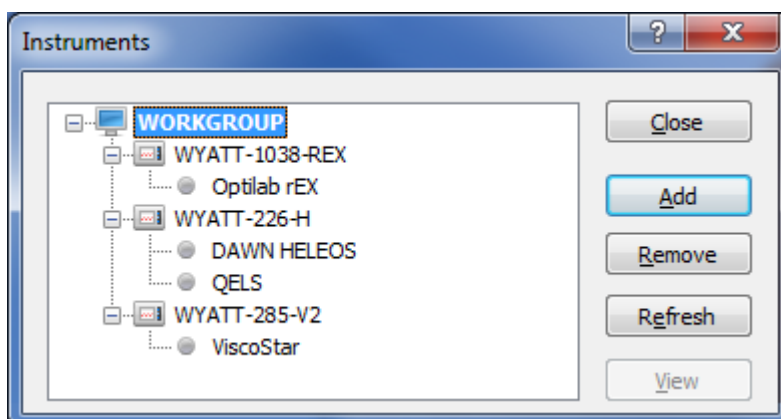 Instruments
WORKGROUP
WYATT-1038-REX
Optilab rEX
WYATT-226-H
DAWN HELEOS
QELS
WYATT-285-V2
ViscoStar
Close
Add
Remove
Refresh
View